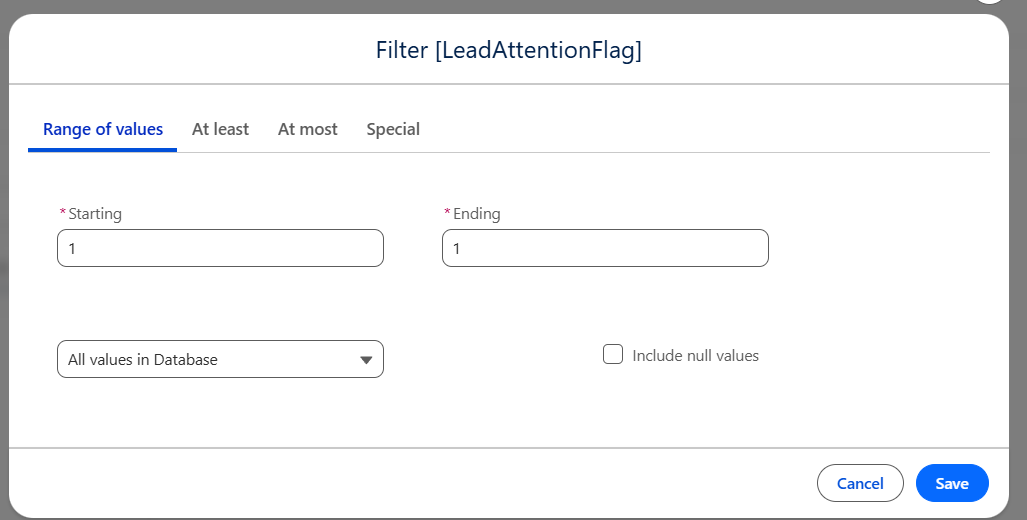 Filter [LeadAttentionFlag]
Range of values At least At most Special
*Starting *Ending
1 1
All values in Database Include null values
Cancel Save